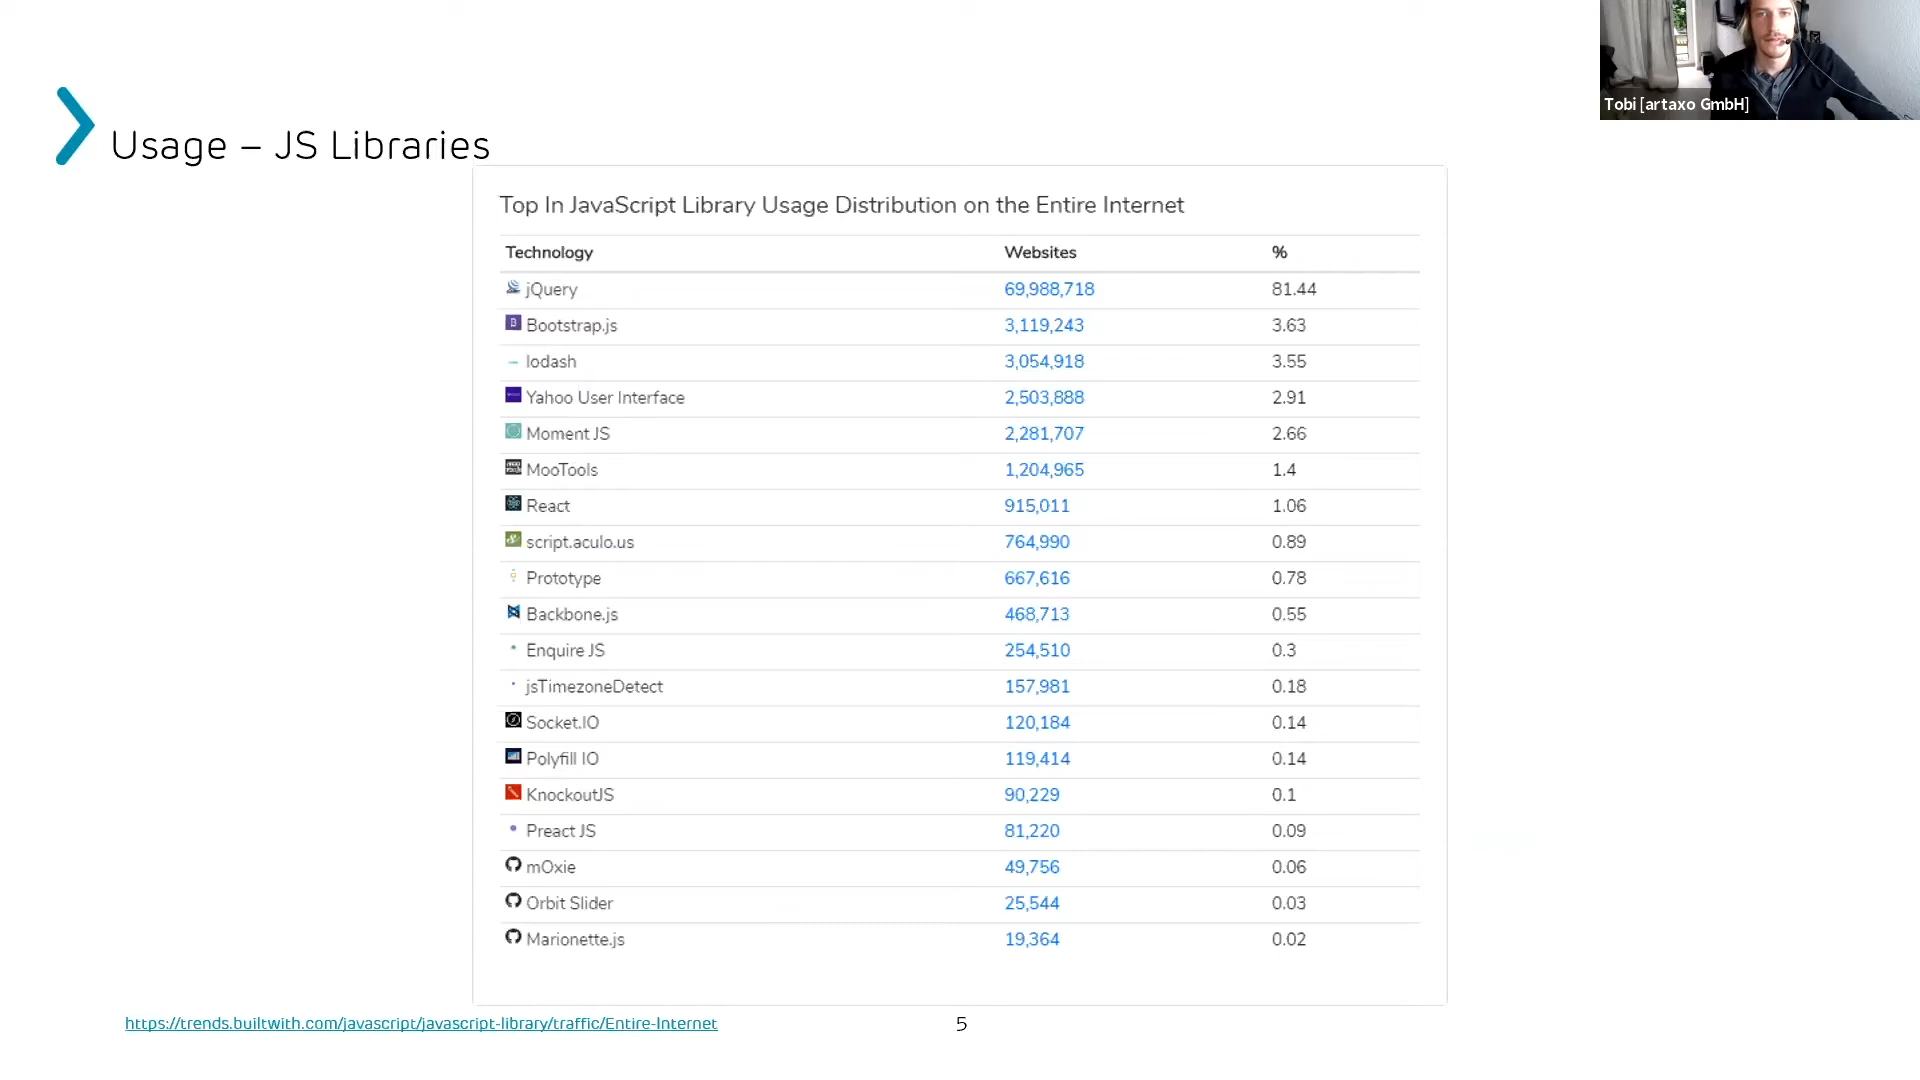 Tobi [artaxo GmbH]
Usage – JS Libraries
Top In JavaScript Library Usage Distribution on the Entire Internet
Technology Websites %
jQuery 69,988,718 81.44
Bootstrap.js 3,119,243 3.63
lodash 3,054,918 3.55
Yahoo User Interface 2,503,888 2.91
Moment JS 2,281,707 2.66
MooTools 1,204,965 1.4
React 915,011 1.06
script.aculo.us 764,990 0.89
Prototype 667,616 0.78
Backbone.js 468,713 0.55
Enquire JS 254,510 0.3
jsTimezoneDetect 157,981 0.18
Socket.IO 120,184 0.14
Polyfill IO 119,414 0.14
KnockoutJS 90,229 0.1
Preact JS 81,220 0.09
mOxie 49,756 0.06
Orbit Slider 25,544 0.03
Marionette.js 19,364 0.02
https://trends.builtwith.com/javascript/javascript-library/traffic/Entire-Internet
5